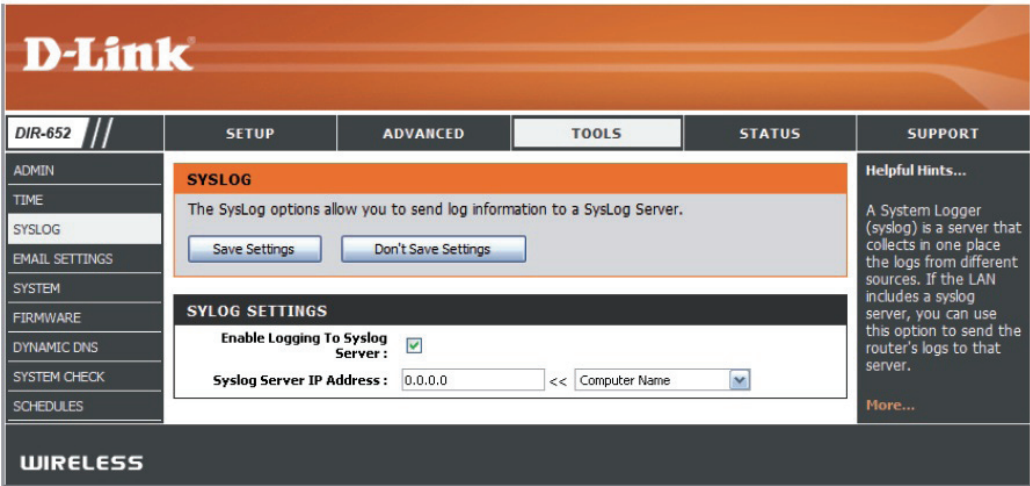 D-Link
DIR-652
SETUP
ADVANCED
TOOLS
STATUS
SUPPORT
ADMIN
TIME
SYSLOG
EMAIL SETTINGS
SYSTEM
FIRMWARE
DYNAMIC DNS
SYSTEM CHECK
SCHEDULES
SYSLOG
The SysLog options allow you to send log information to a SysLog Server.
Save Settings
Don't Save Settings
SYLOG SETTINGS
Enable Logging To Syslog
Server :
Syslog Server IP Address :
0.0.0.0
<<
Computer Name
Helpful Hints...
A System Logger
(syslog) is a server that
collects in one place
the logs from different
sources. If the LAN
includes a syslog
server, you can use
this option to send the
router's logs to that
server.
More...
WIRELESS